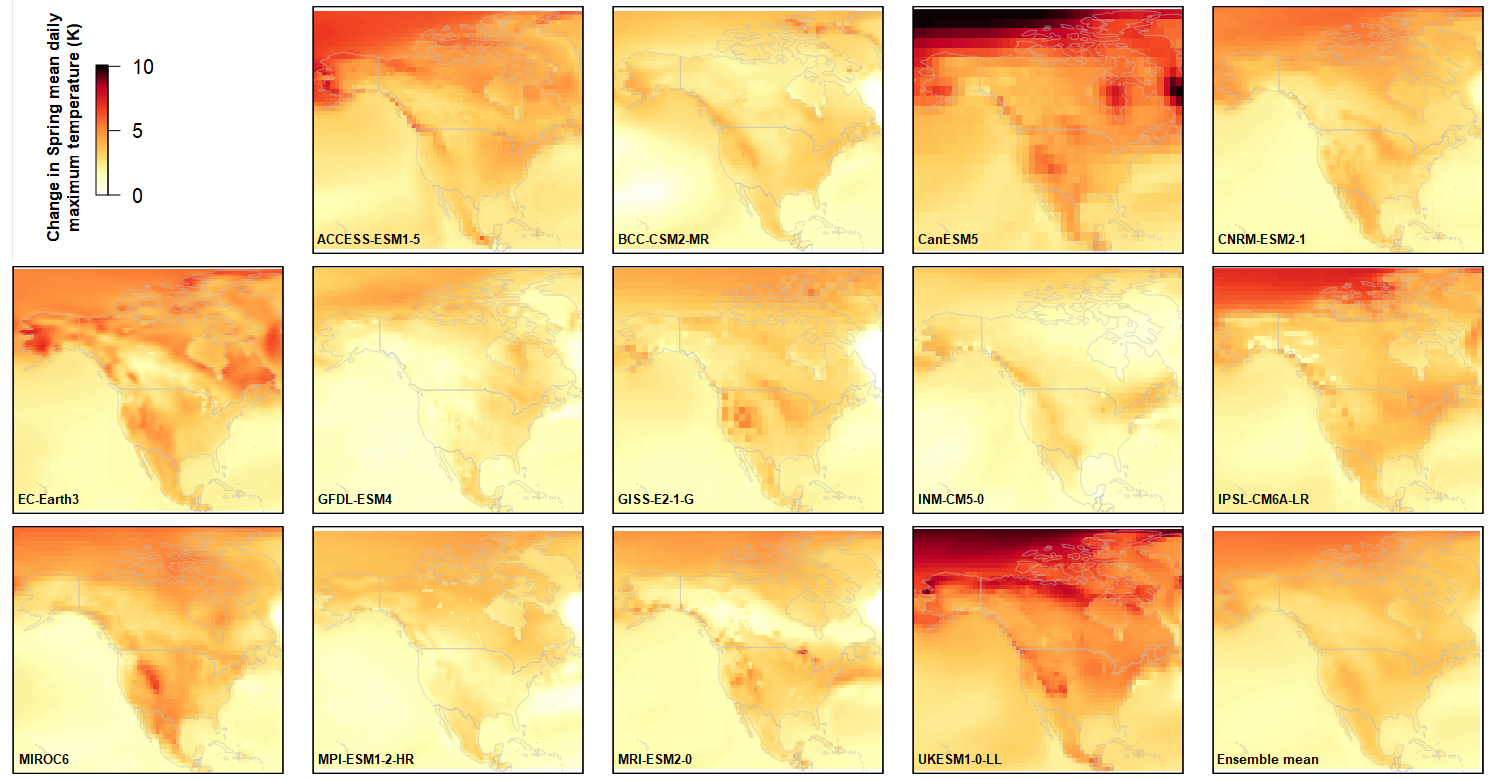 Change in Spring mean daily
maximum temperature (K)
10
5
0
ACCESS-ESM1-5
BCC-CSM2-MR
CanESM5
CNRM-ESM2-1
EC-Earth3
GFDL-ESM4
GISS-E2-1-G
INM-CM5-0
IPSL-CM6A-LR
MIROC6
MPI-ESM1-2-HR
MRI-ESM2-0
UKESM1-0-LL
Ensemble mean